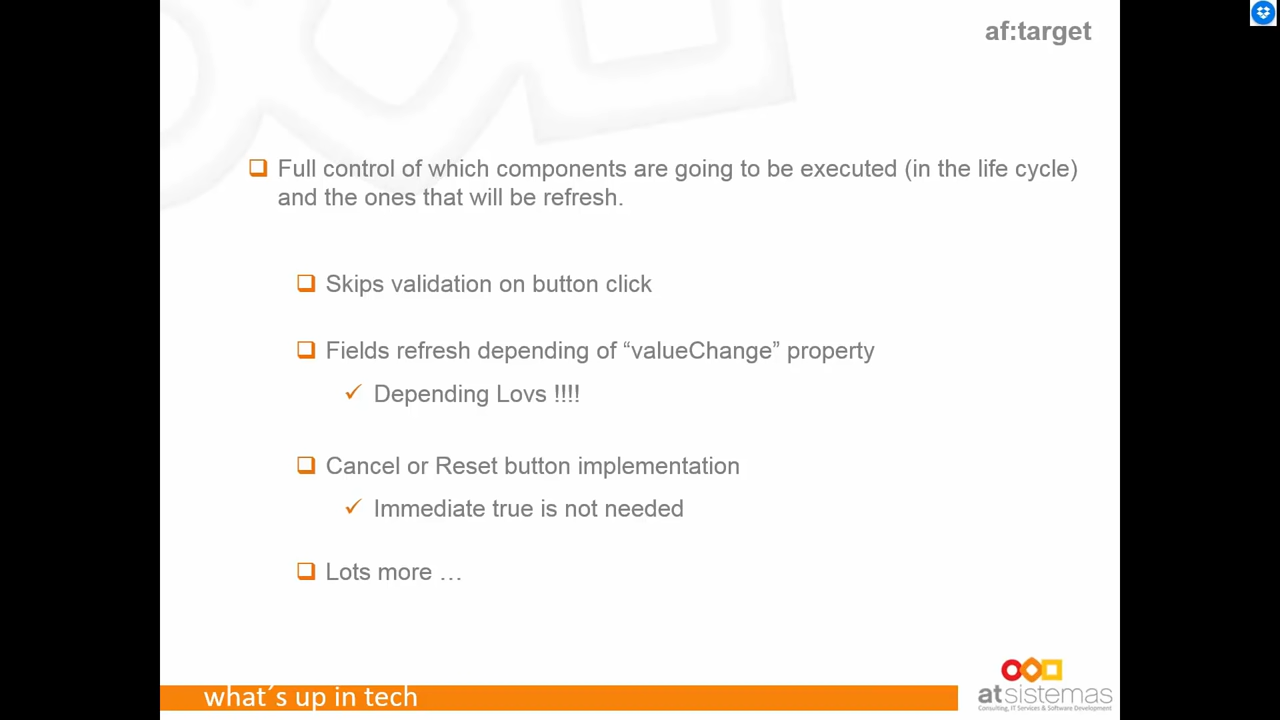 af:target
Full control of which components are going to be executed (in the life cycle)
and the ones that will be refresh.
Skips validation on button click
Fields refresh depending of “valueChange” property
Depending Lovs !!!!
Cancel or Reset button implementation
Immediate true is not needed
Lots more …
what´s up in tech
atsistemas
Consulting, IT Services & Software Development